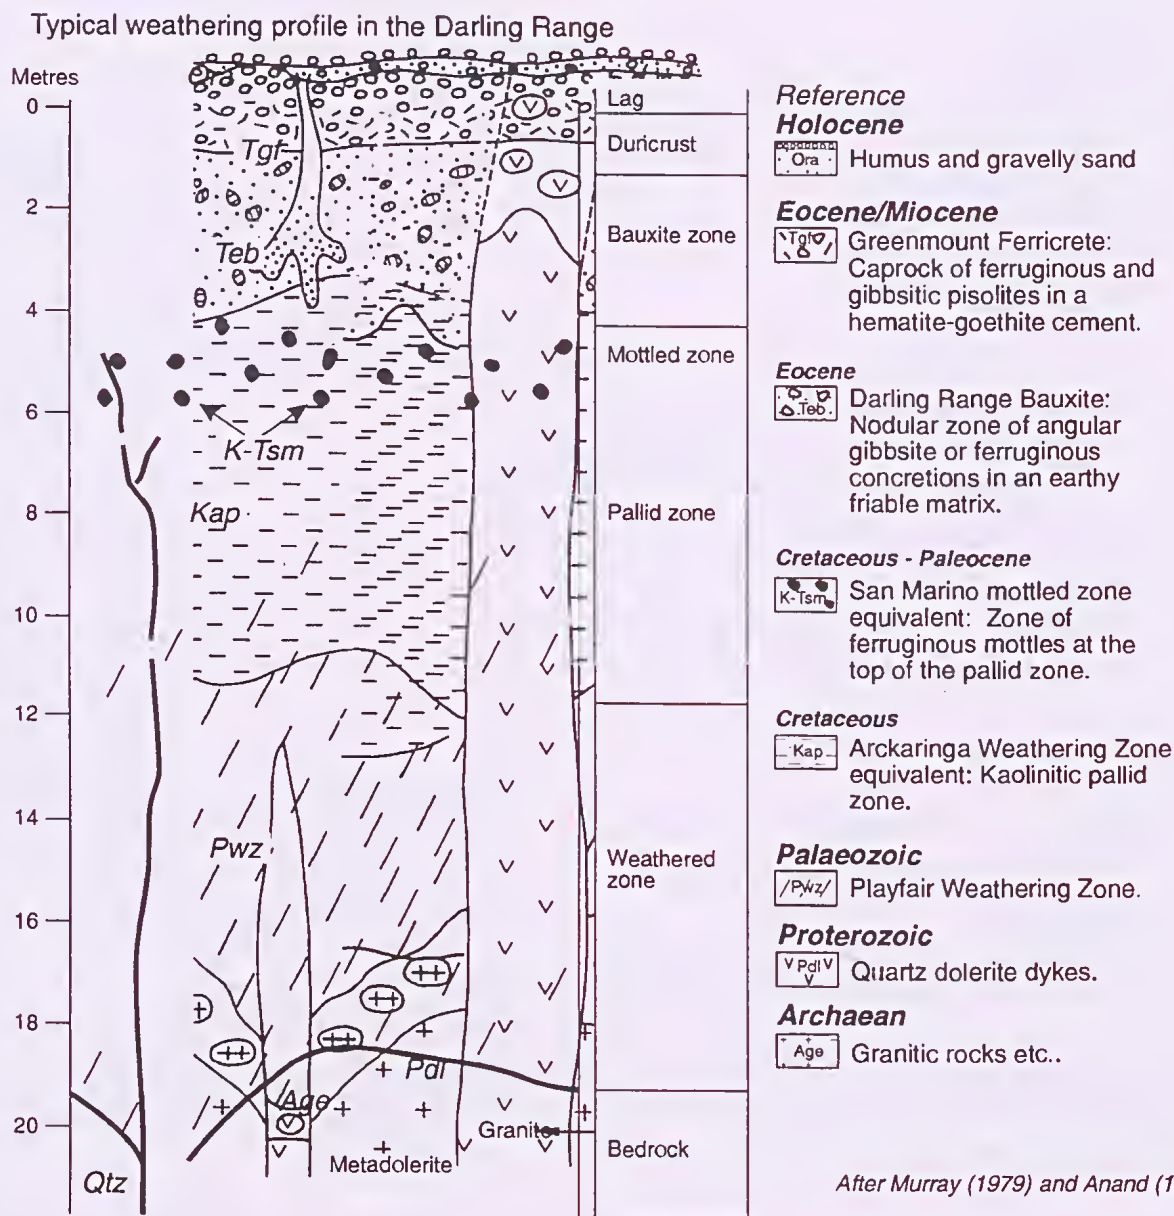 Typical weathering profile in the Darling Range
Metres
0
2
4
6
8
10
12
14
16
18
20
Tgf
Teb
K-Tsm
Kap
Pwz
Pdl
Age
Qtz
Granite
Metadolerite
Lag
Duricrust
Bauxite zone
Mottled zone
Pallid zone
Weathered
zone
Bedrock
Reference
Holocene
Ora
Humus and gravelly sand
Eocene/Miocene
Tgf
Greenmount Ferricrete:
Caprock of ferruginous and
gibbsitic pisolites in a
hematite-goethite cement.
Eocene
Teb
Darling Range Bauxite:
Nodular zone of angular
gibbsite or ferruginous
concretions in an earthy
friable matrix.
Cretaceous - Paleocene
K-Tsm
San Marino mottled zone
equivalent: Zone of
ferruginous mottles at the
top of the pallid zone.
Cretaceous
Kap
Arckaringa Weathering Zone
equivalent: Kaolinitic pallid
zone.
Palaeozoic
Pwz
Playfair Weathering Zone.
Proterozoic
Pdl
Quartz dolerite dykes.
Archaean
Age
Granitic rocks etc..
After Murray (1979) and Anand (1